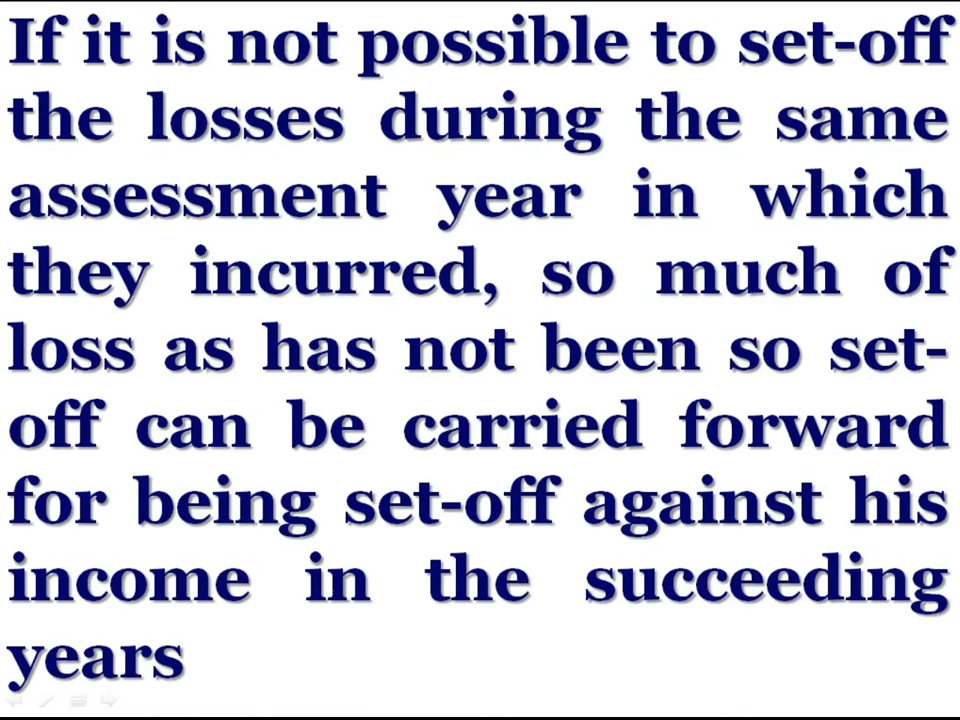 If it is not possible to set-off
the losses during the same
assessment year in which
they incurred, so much of
loss as has not been so set-
off can be carried forward
for being set-off against his
income in the succeeding
years